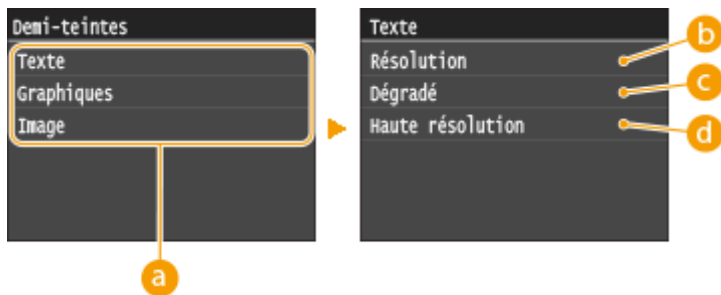 Demi-teintes
Texte
Graphiques
Image
a
Texte
Résolution
b
Dégradé
c
Haute résolution
d